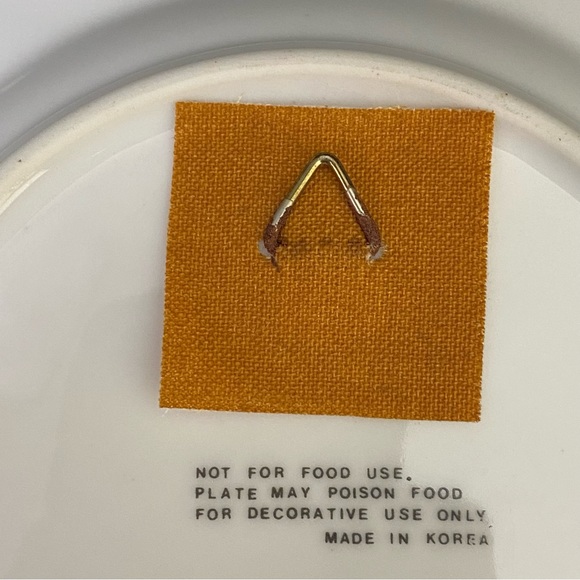 NOT FOR FOOD USE.
PLATE MAY POISON FOOD
FOR DECORATIVE USE ONLY
MADE IN KOREA